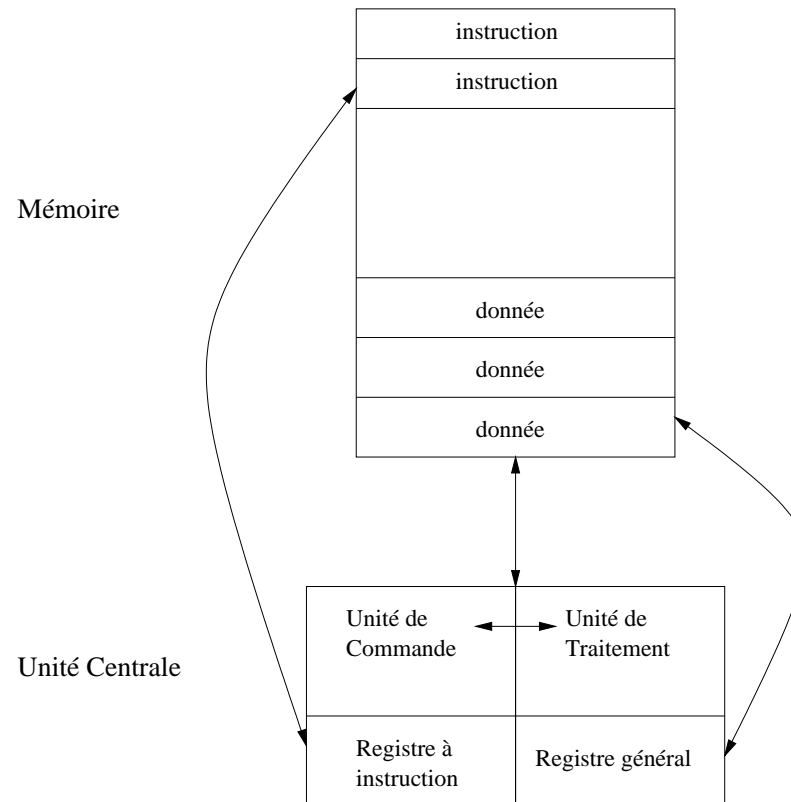 instruction
instruction
Mémoire
donnée
donnée
donnée
Unité de
Commande
Unité de
Traitement
Unité Centrale
Registre à
instruction
Registre général